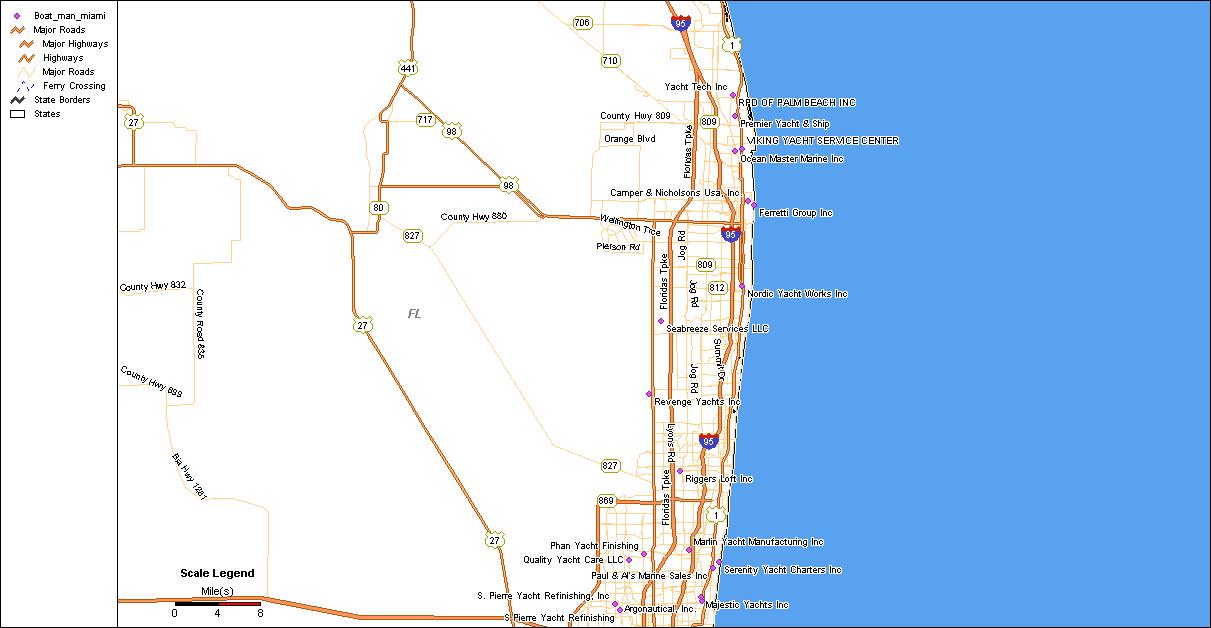 Boat_man_miami
Major Roads
Major Highways
Highways
Major Roads
Ferry Crossing
State Borders
States
706
95
1
710
441
Yacht Tech Inc
RPD OF PALM BEACH INC
27
717
98
County Hwy 809
809
Premier Yacht & Ship
Orange Blvd
Floridas Tpke
VIKING YACHT SERVICE CENTER
Ocean Master Marine Inc
98
Camper & Nicholsons Usa, Inc.
80
County Hwy 880
Ferretti Group Inc
827
Wellington Trce
95
Pierson Rd
Jog Rd
809
Floridas Tpke
County Hwy 832
812
Jog Rd
Nordic Yacht Works Inc
County Road 835
FL
27
Seabreeze Services LLC
Summit Dr
County Hwy 833
Jog Rd
Revenge Yachts Inc
Lyons Rd
95
Bia Hwy 1281
827
Riggers Loft Inc
869
Floridas Tpke
1
27
Phan Yacht Finishing
Marlin Yacht Manufacturing Inc
Quality Yacht Care LLC
Serenity Yacht Charters Inc
Paul & Al's Marine Sales Inc
Scale Legend
Mile(s)
0 4 8
S. Pierre Yacht Refinishing, Inc
Argonautical, Inc.
Majestic Yachts Inc
S Pierre Yacht Refinishing